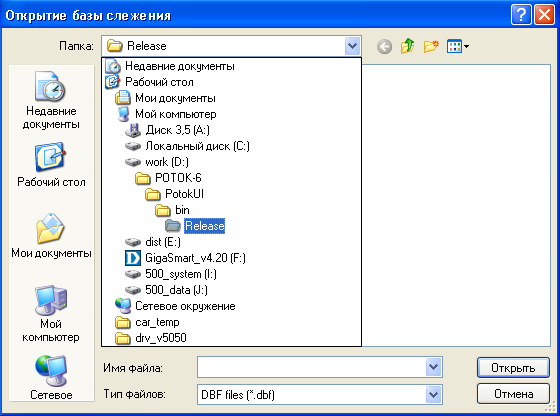 Открытие базы слежения
Папка:
Release
Недавние документы
Рабочий стол
Мои документы
Мой компьютер
Диск 3,5 (A:)
Локальный диск (C:)
work (D:)
POTOK-6
PotokUI
bin
Release
dist (E:)
GigaSmart_v4.20 (F:)
500_system (I:)
500_data (J:)
Сетевое окружение
car_temp
drv_v5050
Недавние
документы
Рабочий стол
Мои документы
Мой
компьютер
Сетевое
Имя файла:
Открыть
Тип файлов:
DBF files (*.dbf)
Отмена